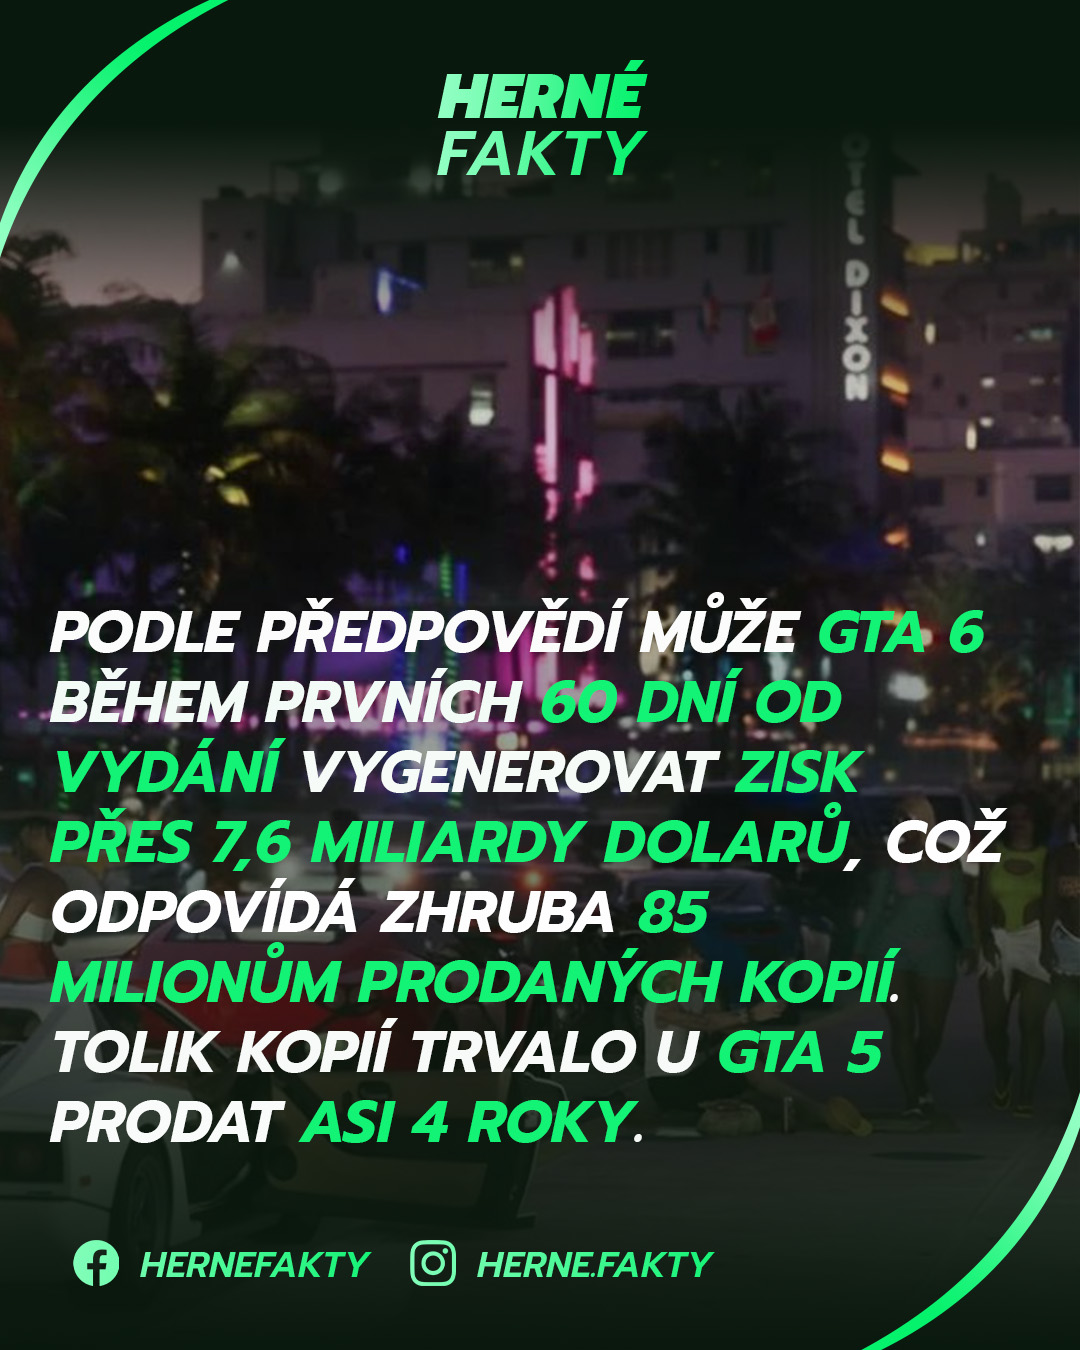 HERNÉ
FAKTY
OTEL DIXON
PODLE PŘEDPOVĚDÍ MŮŽE GTA 6
BĚHEM PRVNÍCH 60 DNÍ OD
VYDÁNÍ VYGENEROVAT ZISK
PŘES 7,6 MILIARDY DOLARŮ, COŽ
ODPOVÍDÁ ZHRUBA 85
MILIONŮM PRODANÝCH KOPIÍ.
TOLIK KOPIÍ TRVALO U GTA 5
PRODAT ASI 4 ROKY.
HERNEFAKTY HERNE.FAKTY